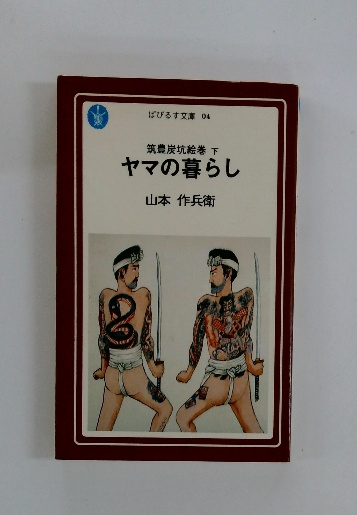 ぱぴるす文庫 04
筑豊炭坑絵巻 下
ヤマの暮らし
山本 作兵衛